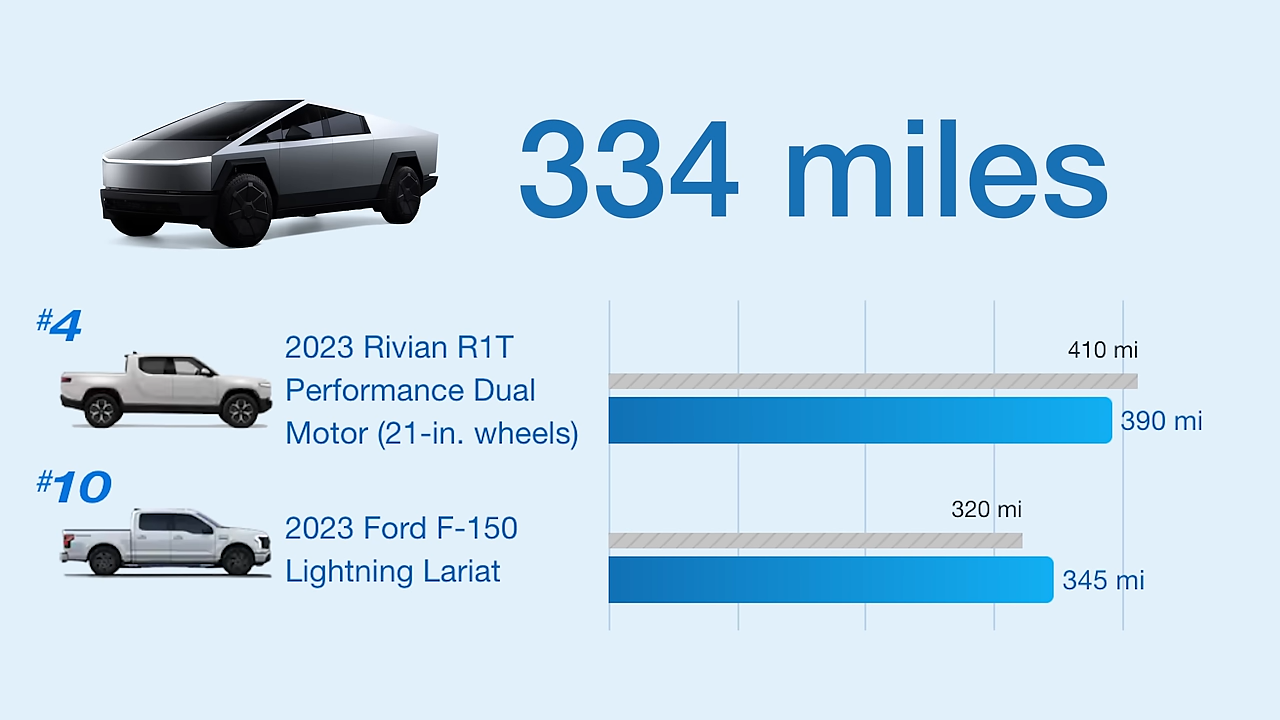 334 miles
#4
2023 Rivian R1T
Performance Dual
Motor (21-in. wheels)
410 mi
390 mi
#10
2023 Ford F-150
Lightning Lariat
320 mi
345 mi